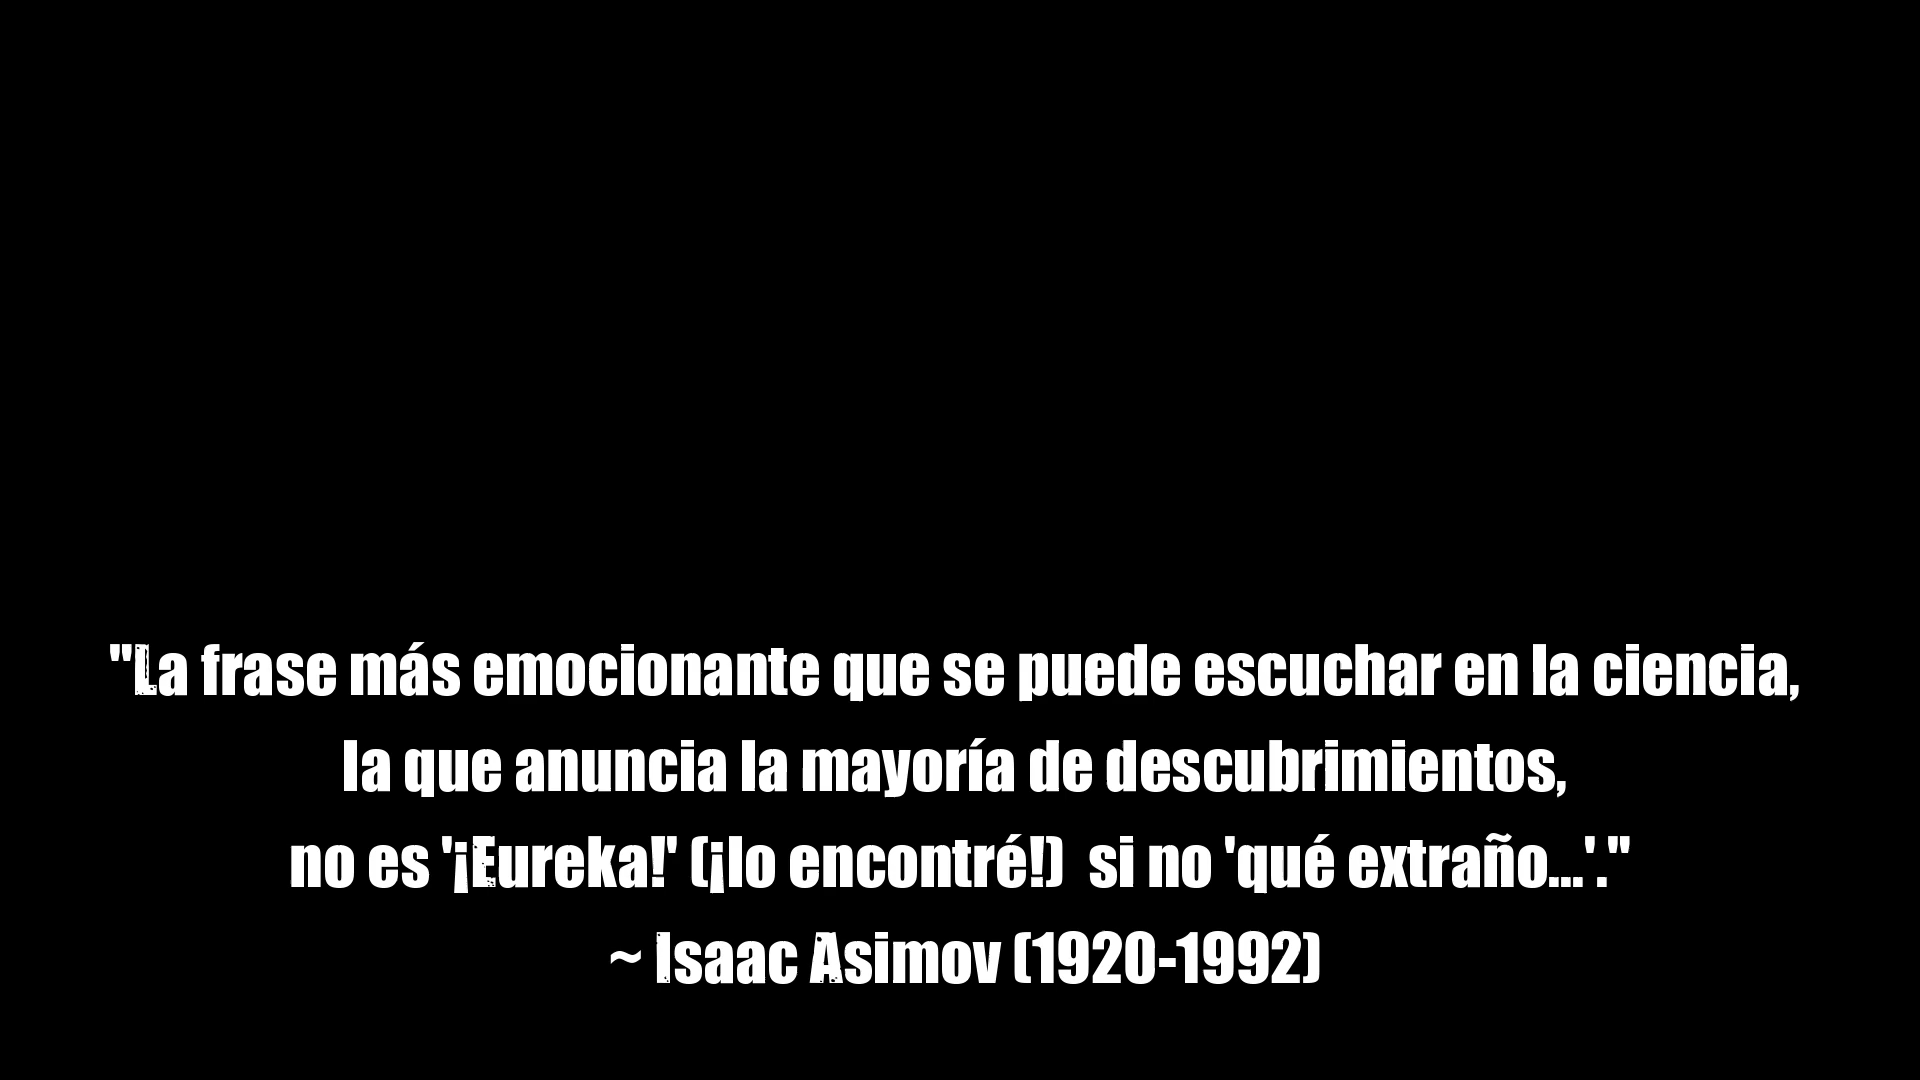 "La frase más emocionante que se puede escuchar en la ciencia,
la que anuncia la mayoría de descubrimientos,
no es '¡Eureka!' (¡lo encontré!)  si no 'qué extraño...'."
~ Isaac Asimov (1920-1992)